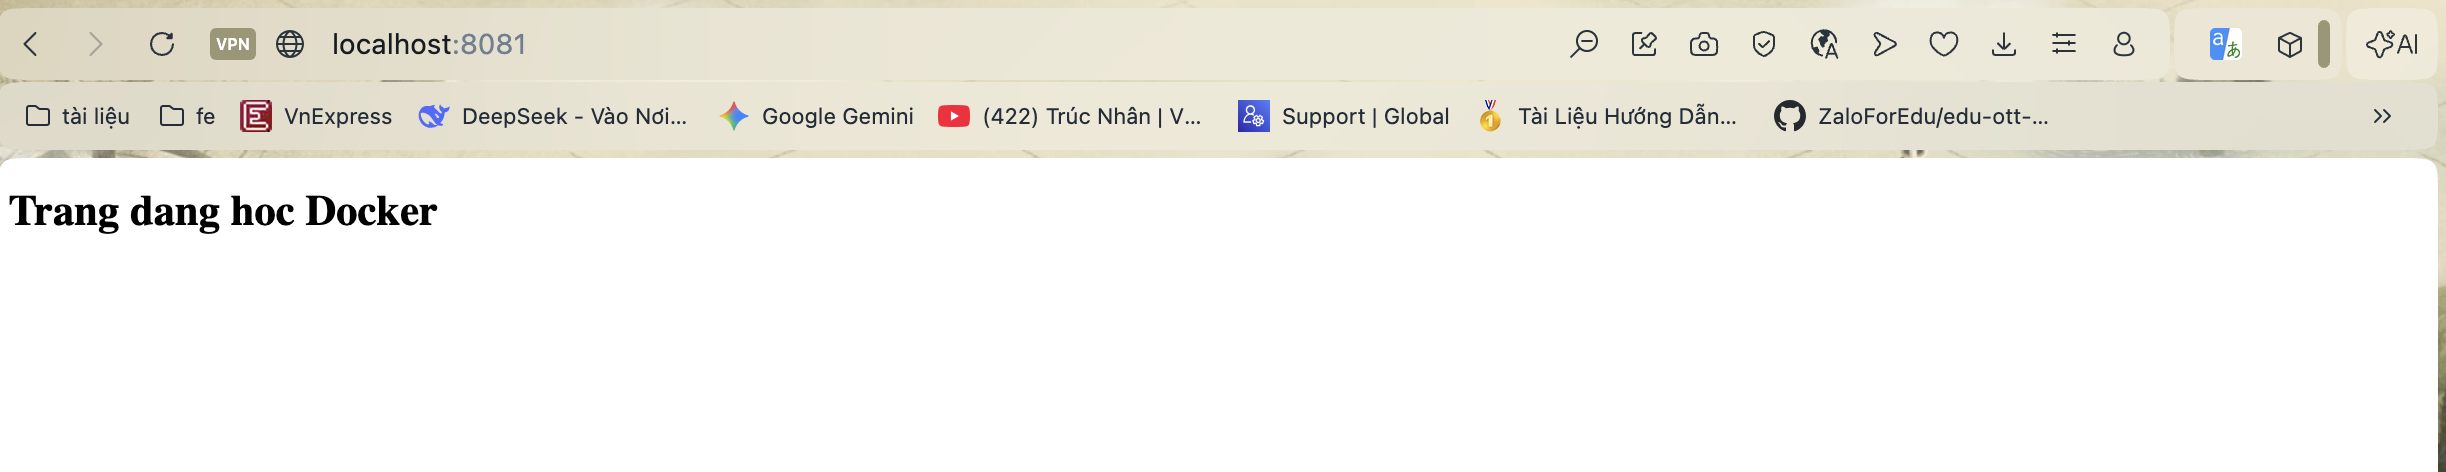 VPN localhost:8081 AI
tài liệu fe VnExpress DeepSeek - Vào Nơi... Google Gemini (422) Trúc Nhân | V... Support | Global Tài Liệu Hướng Dẫn... ZaloForEdu/edu-ott-...
Trang dang hoc Docker